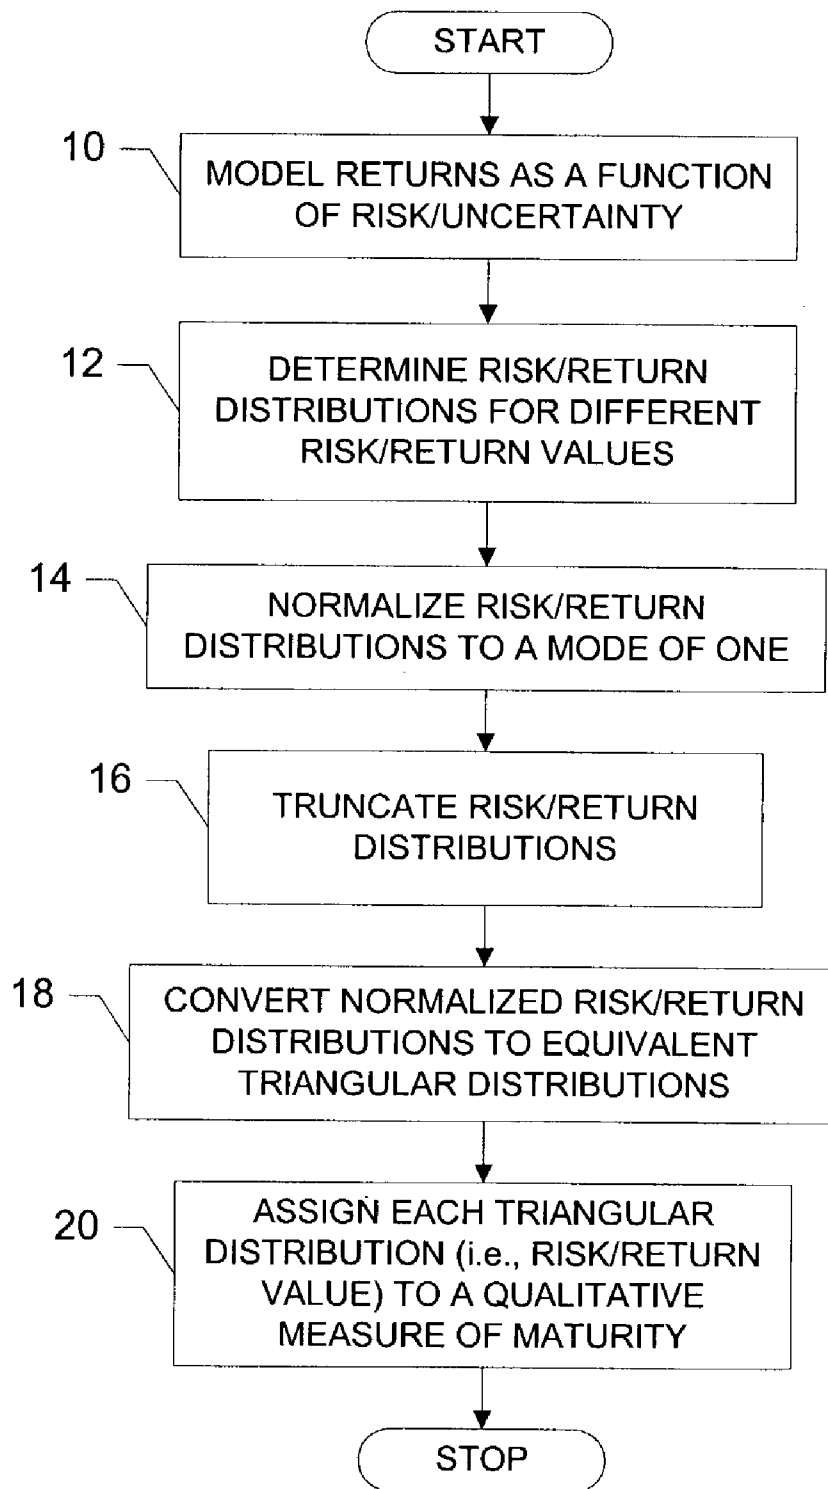 START
10
MODEL RETURNS AS A FUNCTION
OF RISK/UNCERTAINTY
12
DETERMINE RISK/RETURN
DISTRIBUTIONS FOR DIFFERENT
RISK/RETURN VALUES
14
NORMALIZE RISK/RETURN
DISTRIBUTIONS TO A MODE OF ONE
16
TRUNCATE RISK/RETURN
DISTRIBUTIONS
18
CONVERT NORMALIZED RISK/RETURN
DISTRIBUTIONS TO EQUIVALENT
TRIANGULAR DISTRIBUTIONS
20
ASSIGN EACH TRIANGULAR
DISTRIBUTION (i.e., RISK/RETURN
VALUE) TO A QUALITATIVE
MEASURE OF MATURITY
STOP